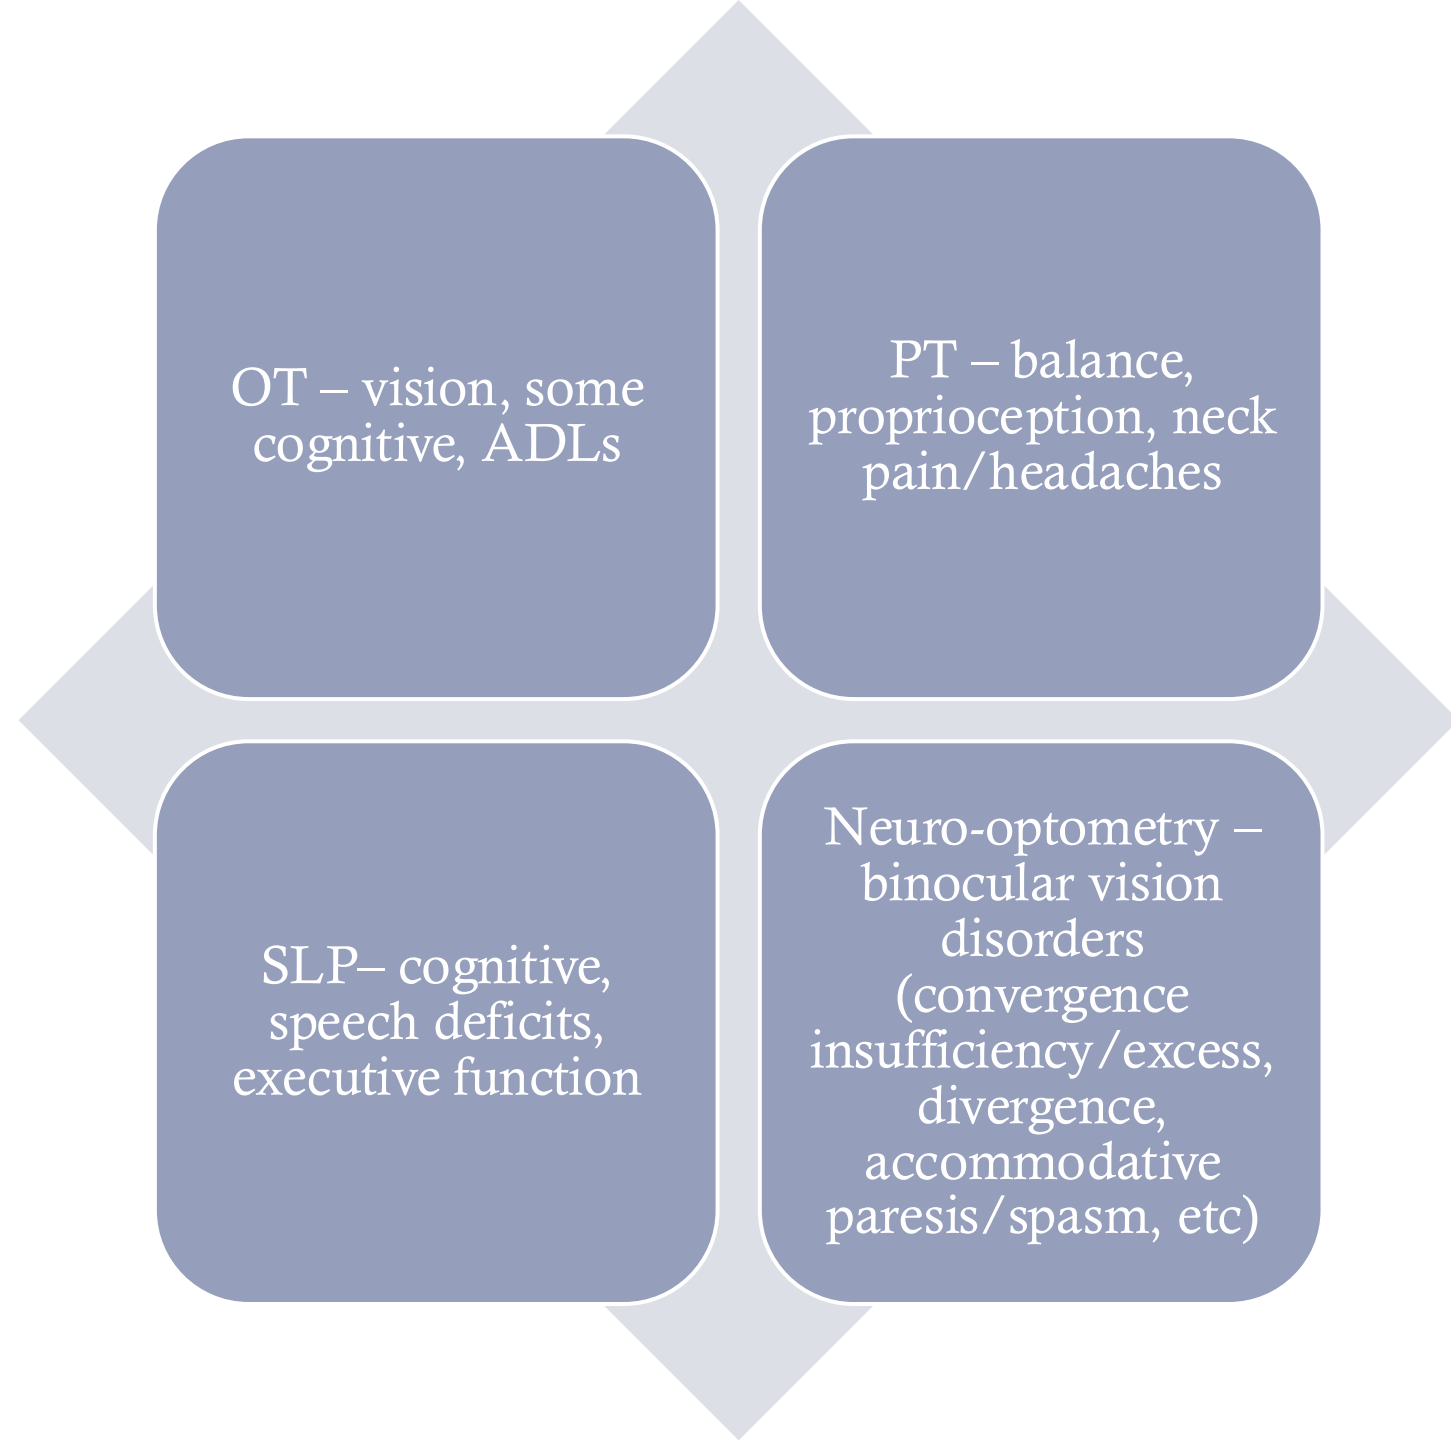 OT – vision, some
cognitive, ADLs
PT – balance,
proprioception, neck
pain/headaches
SLP– cognitive,
speech deficits,
executive function
Neuro-optometry –
binocular vision
disorders
(convergence
insufficiency/excess,
divergence,
accommodative
paresis/spasm, etc)